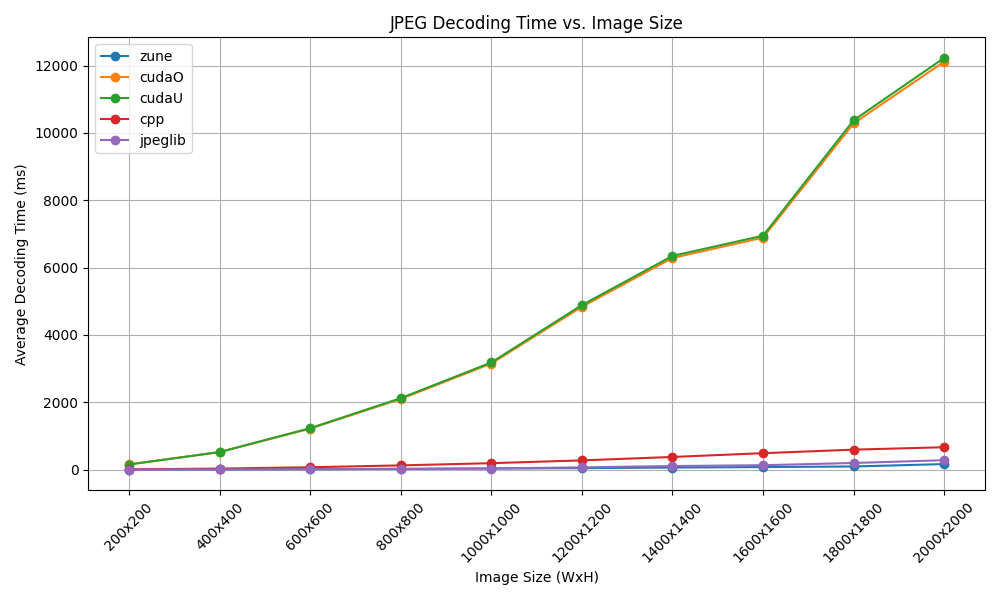 JPEG Decoding Time vs. Image Size
zune
cudaO
cudaU
cpp
jpeglib
Average Decoding Time (ms)
12000
10000
8000
6000
4000
2000
0
200x200
400x400
600x600
800x800
1000x1000
1200x1200
1400x1400
1600x1600
1800x1800
2000x2000
Image Size (WxH)